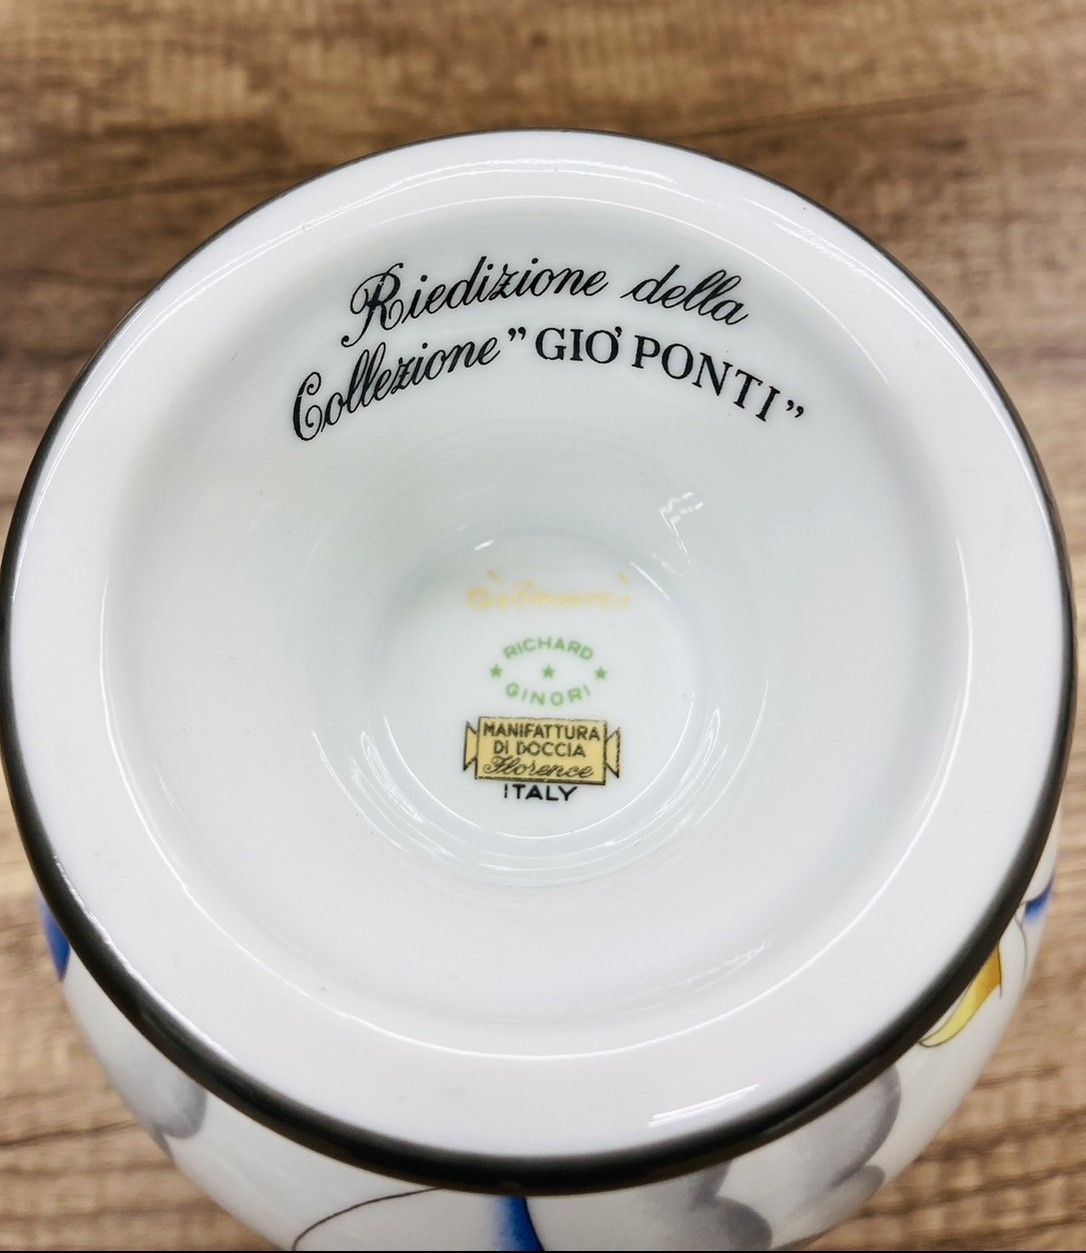 Riedizione della
Collezione ” GIO' PONTI ”
RICHARD
GINORI
MANIFATTURA
DI DOCCIA
Florence
ITALY